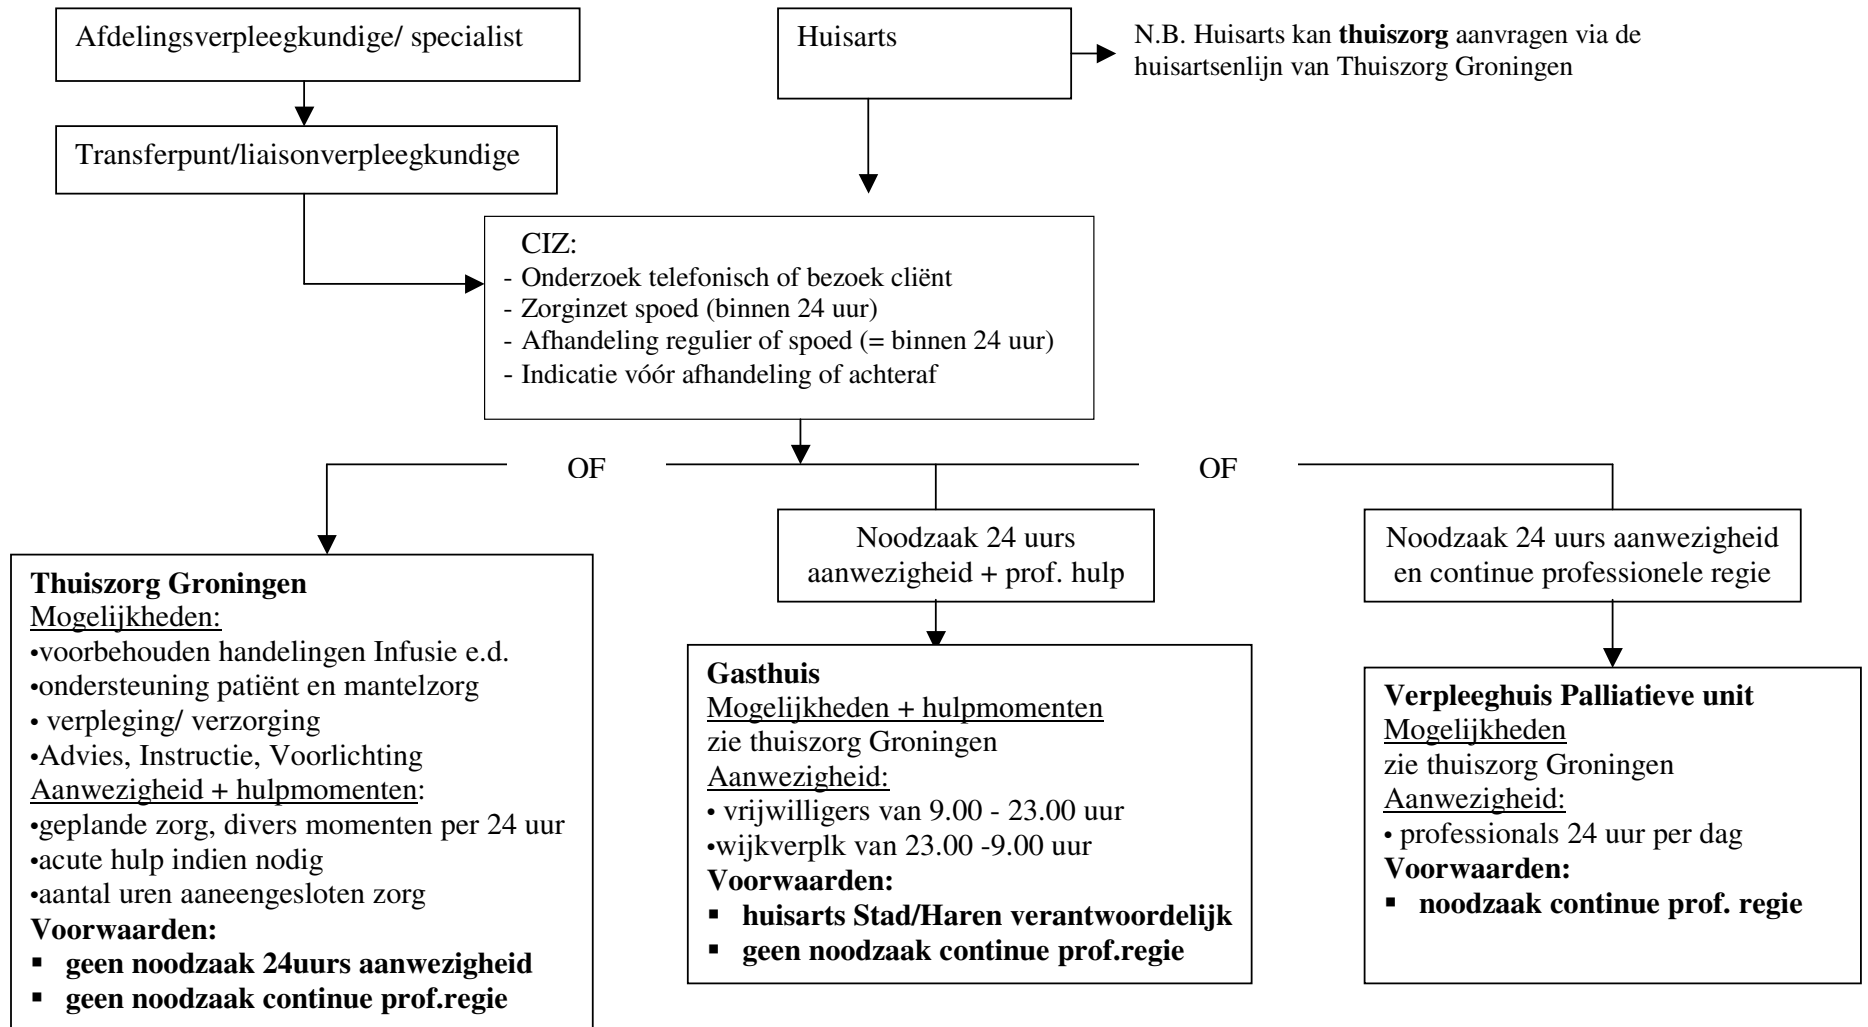 Afdelingsverpleegkundige/ specialist
Huisarts
N.B. Huisarts kan thuiszorg aanvragen via de
huisartsenlijn van Thuiszorg Groningen
Transferpunt/liaisonverpleegkundige
CIZ:
- Onderzoek telefonisch of bezoek cliënt
- Zorginzet spoed (binnen 24 uur)
- Afhandeling regulier of spoed (= binnen 24 uur)
- Indicatie vóór afhandeling of achteraf
OF
OF
Noodzaak 24 uurs
aanwezigheid + prof. hulp
Noodzaak 24 uurs aanwezigheid
en continue professionele regie
Thuiszorg Groningen
Mogelijkheden:
•voorbehouden handelingen Infusie e.d.
•ondersteuning patiënt en mantelzorg
• verpleging/ verzorging
•Advies, Instructie, Voorlichting
Aanwezigheid + hulpmomenten:
•geplande zorg, divers momenten per 24 uur
•acute hulp indien nodig
•aantal uren aaneengesloten zorg
Voorwaarden:
▪ geen noodzaak 24uurs aanwezigheid
▪ geen noodzaak continue prof.regie
Gasthuis
Mogelijkheden + hulpmomenten
zie thuiszorg Groningen
Aanwezigheid:
• vrijwilligers van 9.00 - 23.00 uur
•wijkverplk van 23.00 -9.00 uur
Voorwaarden:
▪ huisarts Stad/Haren verantwoordelijk
▪ geen noodzaak continue prof.regie
Verpleeghuis Palliatieve unit
Mogelijkheden
zie thuiszorg Groningen
Aanwezigheid:
• professionals 24 uur per dag
Voorwaarden:
▪ noodzaak continue prof. regie